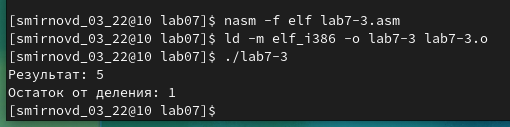 [smirnovd_03_22@10 lab07]$ nasm -f elf lab7-3.asm
[smirnovd_03_22@10 lab07]$ ld -m elf_i386 -o lab7-3 lab7-3.o
[smirnovd_03_22@10 lab07]$ ./lab7-3
Результат: 5
Остаток от деления: 1
[smirnovd_03_22@10 lab07]$